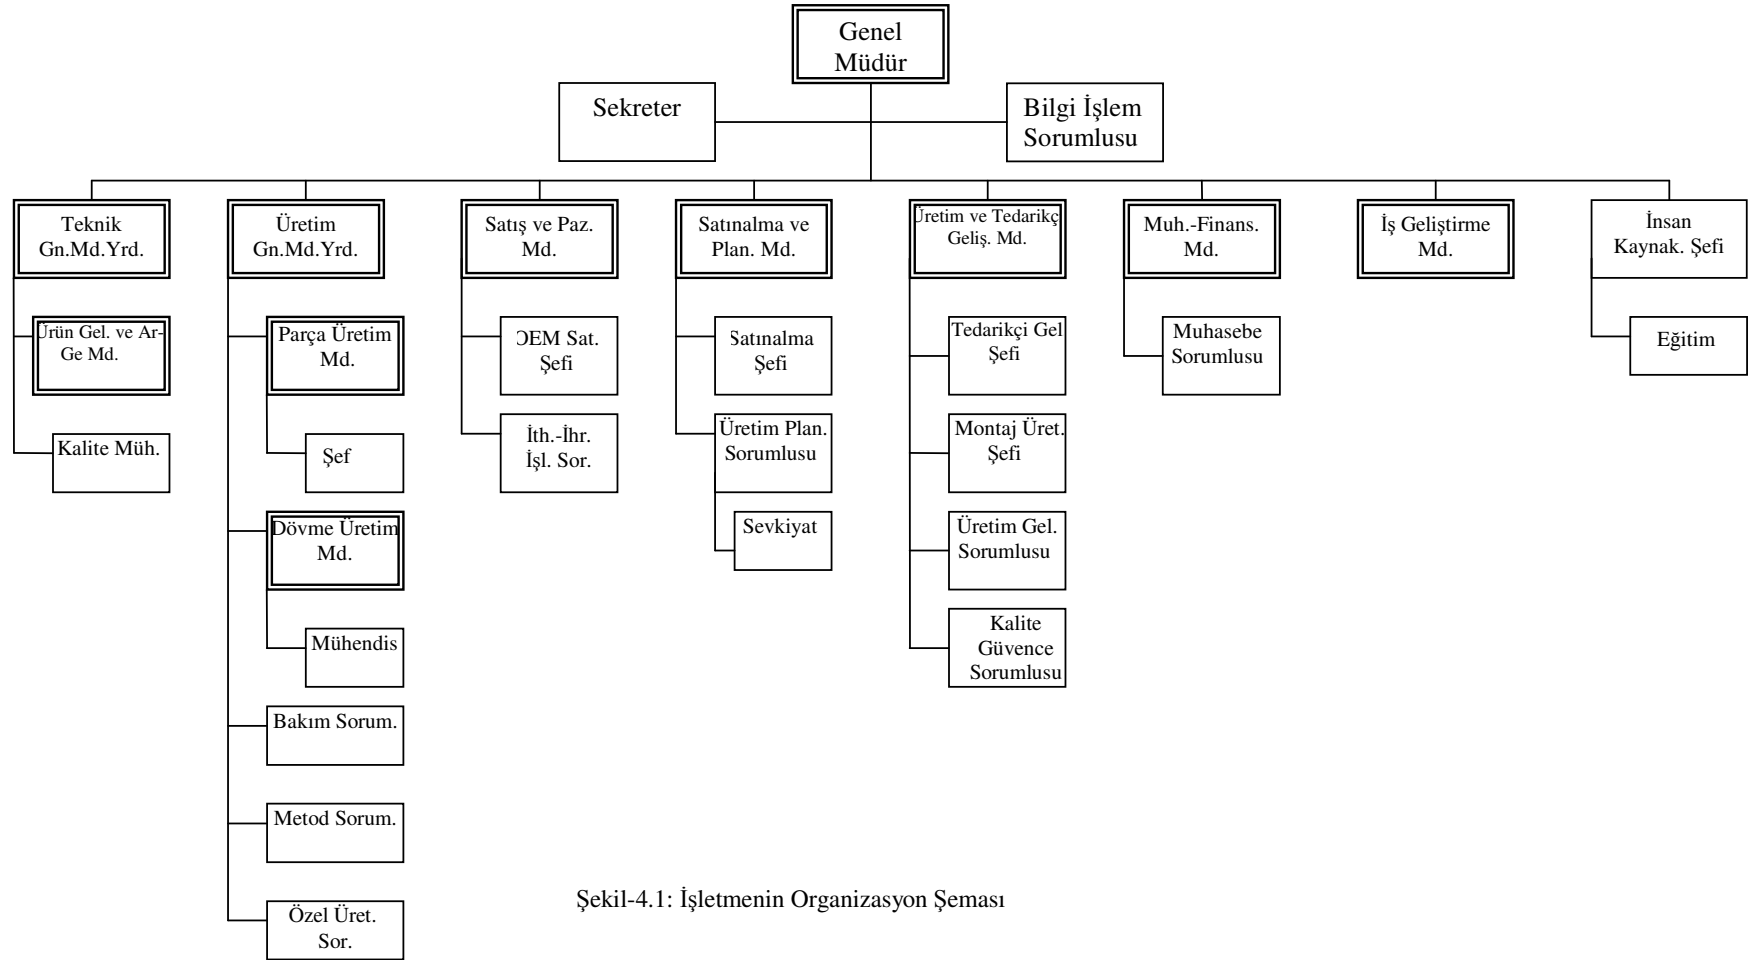 Genel
Müdür
Sekreter
Bilgi İşlem
Sorumlusu
Teknik
Gn.Md.Yrd.
Üretim
Gn.Md.Yrd.
Satış ve Paz.
Md.
Satınalma ve
Plan. Md.
Üretim ve Tedarikçi
Geliş. Md.
Muh.-Finans.
Md.
İş Geliştirme
Md.
İnsan
Kaynak. Şefi
Ürün Gel. ve Ar-
Ge Md.
Parça Üretim
Md.
OEM Sat.
Şefi
Satınalma
Şefi
Tedarikçi Gel
Şefi
Muhasebe
Sorumlusu
Eğitim
Kalite Müh.
Şef
İth.-İhr.
İşl. Sor.
Üretim Plan.
Sorumlusu
Montaj Üret.
Şefi
Dövme Üretim
Md.
Sevkiyat
Üretim Gel.
Sorumlusu
Mühendis
Kalite
Güvence
Sorumlusu
Bakım Sorum.
Metod Sorum.
Özel Üret.
Sor.
Şekil-4.1: İşletmenin Organizasyon Şeması